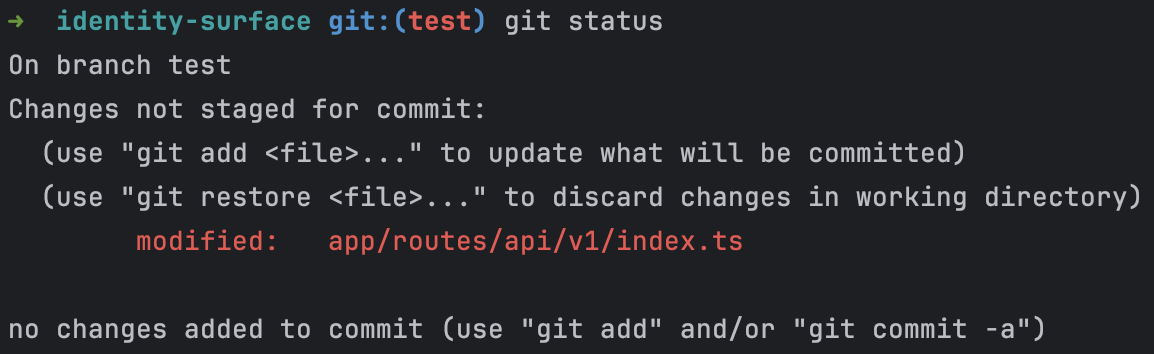 ➜  identity-surface git:(test) git status
On branch test
Changes not staged for commit:
  (use "git add <file>..." to update what will be committed)
  (use "git restore <file>..." to discard changes in working directory)
        modified:   app/routes/api/v1/index.ts

no changes added to commit (use "git add" and/or "git commit -a")